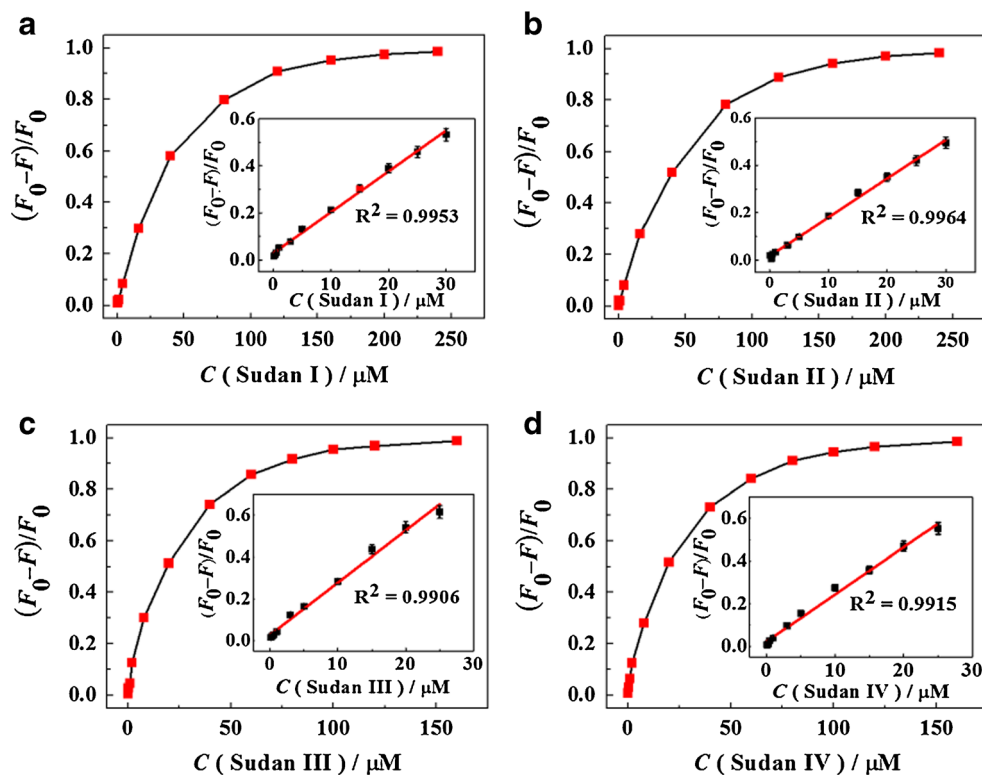 a
(F0–F)/F0
1.0
0.8
0.6
0.4
0.2
0.0
0 50 100 150 200 250
C ( Sudan I ) / μM
(F0–F)/F0
0.6
0.4
0.2
0.0
0 10 20 30
R2 = 0.9953
C ( Sudan I ) / μM
b
(F0–F)/F0
1.0
0.8
0.6
0.4
0.2
0.0
0 50 100 150 200 250
C ( Sudan II ) / μM
(F0–F)/F0
0.6
0.4
0.2
0.0
0 10 20 30
R2 = 0.9964
C ( Sudan II ) / μM
c
(F0–F)/F0
1.0
0.8
0.6
0.4
0.2
0.0
0 50 100 150
C ( Sudan III ) / μM
(F0–F)/F0
0.6
0.4
0.2
0.0
0 10 20 30
R2 = 0.9906
C ( Sudan III ) / μM
d
(F0–F)/F0
1.0
0.8
0.6
0.4
0.2
0.0
0 50 100 150
C ( Sudan IV ) / μM
(F0–F)/F0
0.6
0.4
0.2
0.0
0 10 20 30
R2 = 0.9915
C ( Sudan IV ) / μM